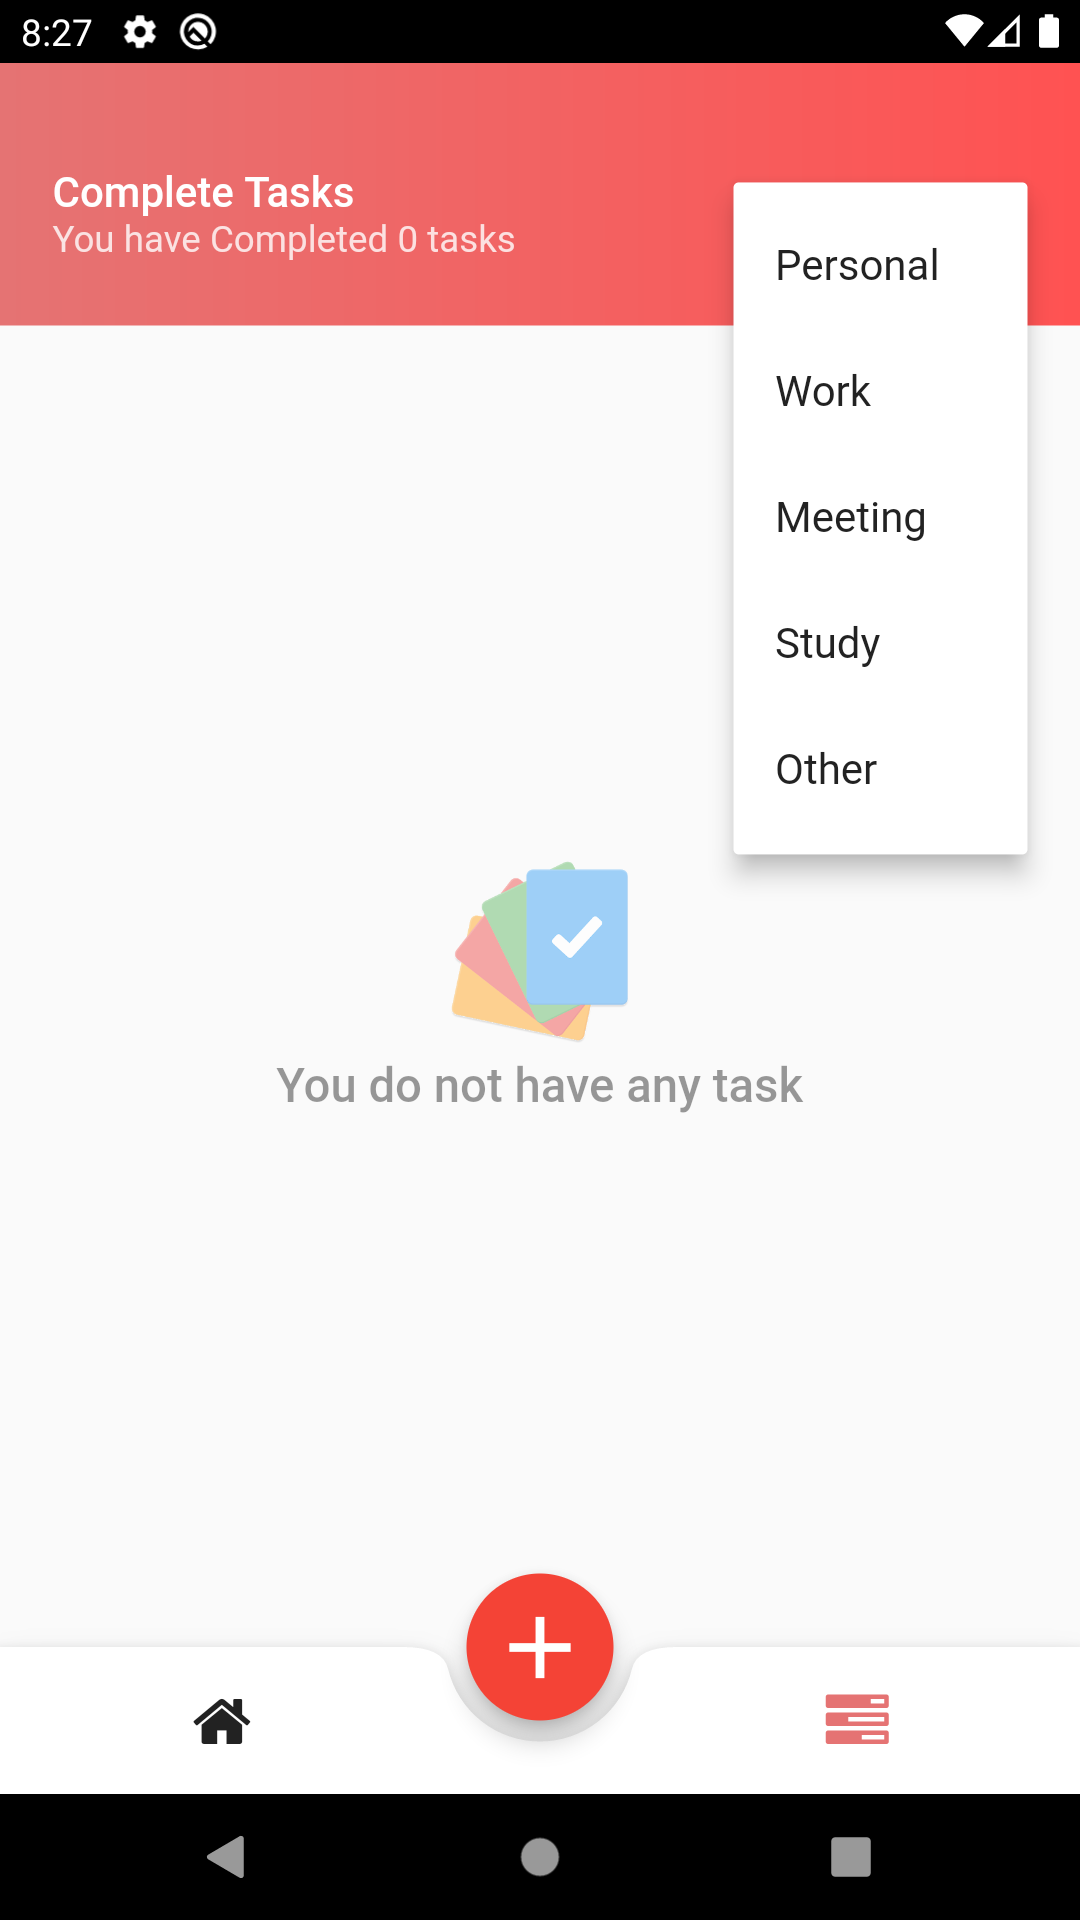 8:27
Complete Tasks
You have Completed 0 tasks
Personal
Work
Meeting
Study
Other
You do not have any task